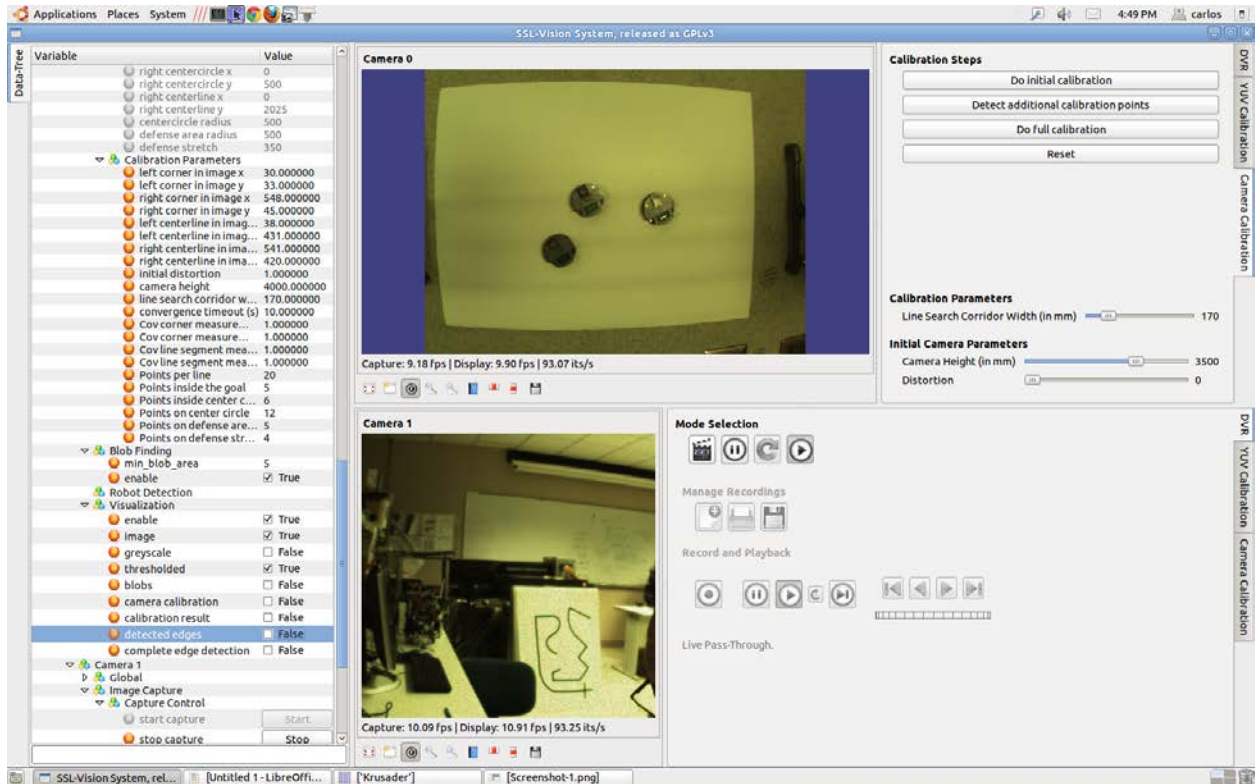 Applications Places System
4:49 PM carlos
SSL-Vision System, released as GPLv3
Data-Tree
Variable Value
right centercircle x 0
right centercircle y 500
right centerline x 0
right centerline y 2025
centercircle radius 500
defense area radius 500
defense stretch 350
Calibration Parameters
left corner in image x 30.000000
left corner in image y 33.000000
right corner in image x 548.000000
right corner in image y 45.000000
left centerline in imag... 38.000000
left centerline in imag... 431.000000
right centerline in ima... 541.000000
right centerline in ima... 420.000000
initial distortion 1.000000
camera height 4000.000000
line search corridor w... 170.000000
convergence timeout (s) 10.000000
Cov corner measure... 1.000000
Cov corner measure... 1.000000
Cov line segment mea... 1.000000
Cov line segment mea... 1.000000
Points per line 20
Points inside the goal 5
Points inside center c... 6
Points on center circle 12
Points on defense are... 5
Points on defense str... 4
Blob Finding
min_blob_area 5
enable True
Robot Detection
Visualization
enable True
image True
greyscale False
thresholded True
blobs False
camera calibration False
calibration result False
detected edges False
complete edge detection False
Camera 1
Global
Image Capture
Capture Control
start capture Start
stop capture Stop
Camera 0
Capture: 9.18 fps | Display: 9.90 fps | 93.07 its/s
Calibration Steps
Do initial calibration
Detect additional calibration points
Do full calibration
Reset
Calibration Parameters
Line Search Corridor Width (in mm) 170
Initial Camera Parameters
Camera Height (in mm) 3500
Distortion 0
DVR
YUV Calibration
Camera Calibration
Camera 1
Capture: 10.09 fps | Display: 10.91 fps | 93.25 its/s
Mode Selection
Manage Recordings
Record and Playback
Live Pass-Through.
DVR
YUV Calibration
Camera Calibration
SSL-Vision System, rel... [Untitled 1 - LibreOffi... ['Krusader'] [Screenshot-1.png]